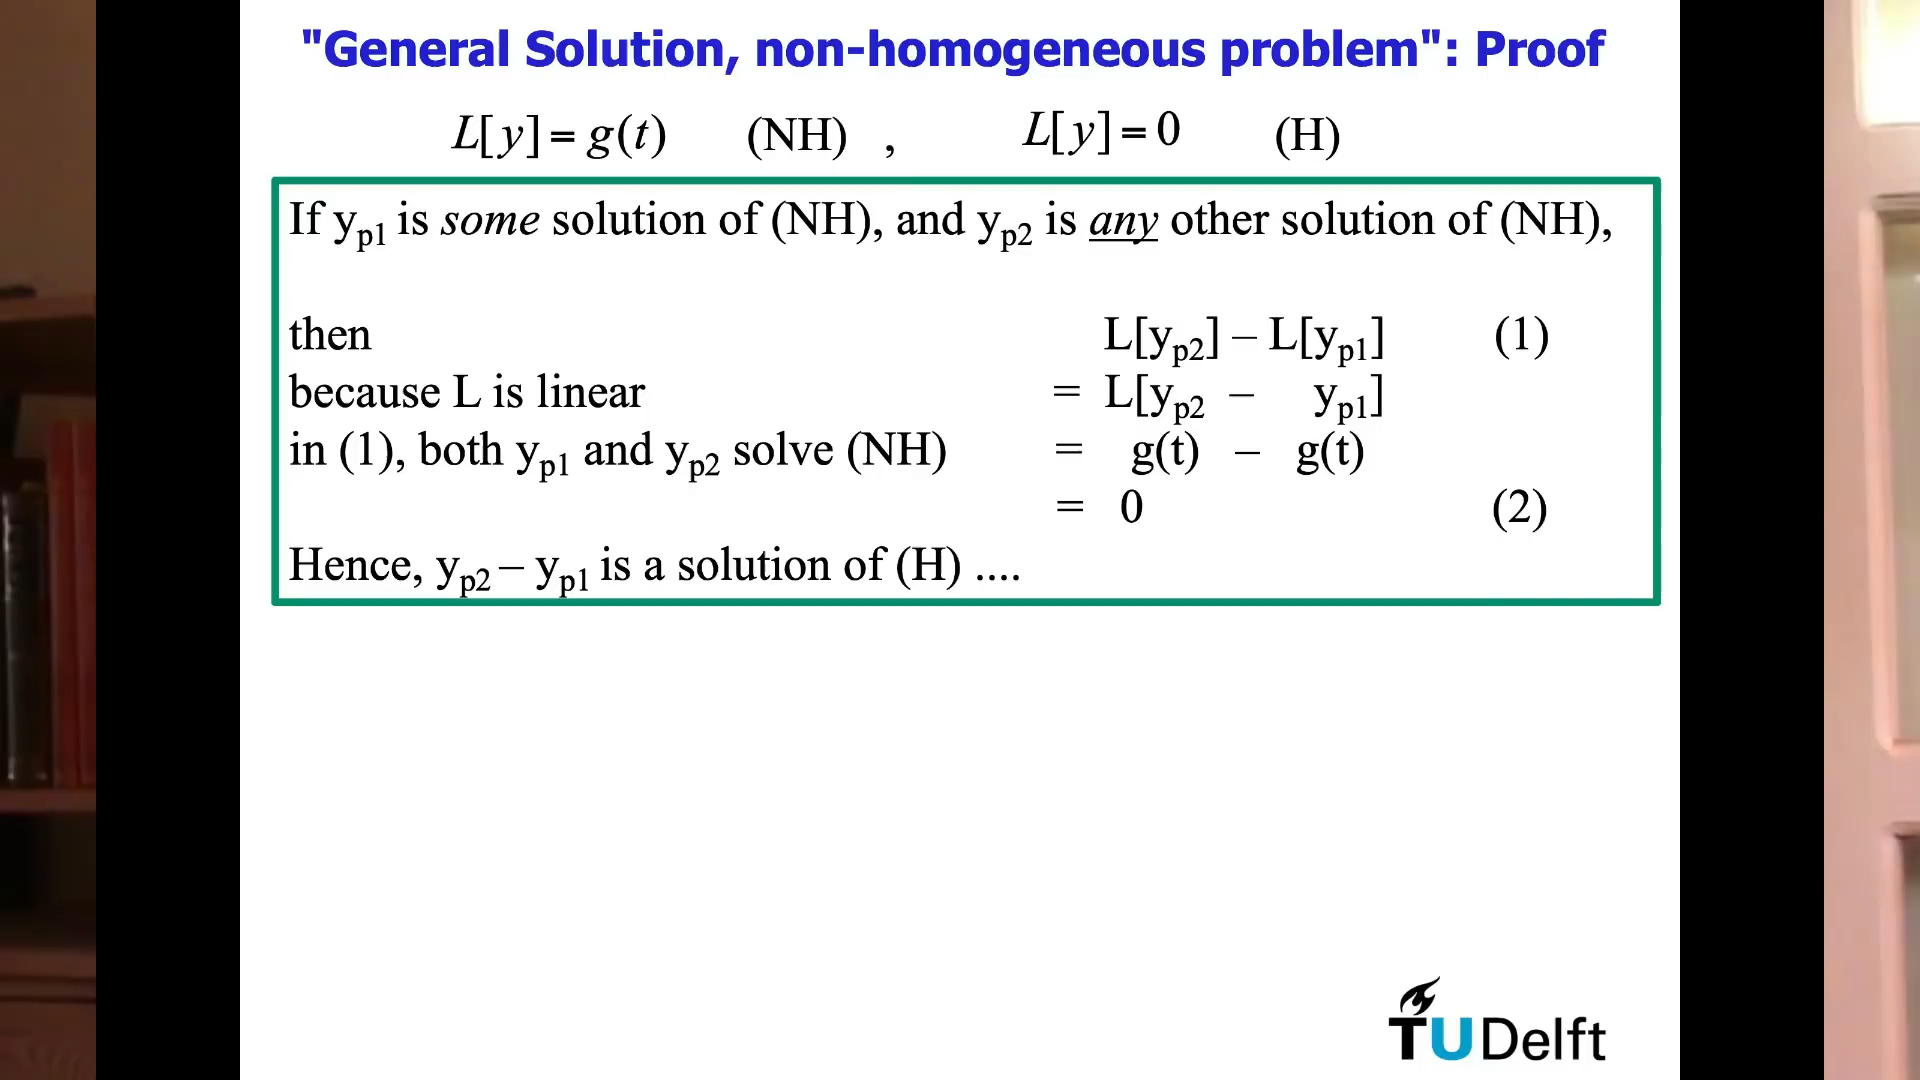 "General Solution, non-homogeneous problem": Proof
L[y] = g(t) (NH) , L[y] = 0 (H)
If yp1 is some solution of (NH), and yp2 is any other solution of (NH),
then L[yp2] – L[yp1] (1)
because L is linear = L[yp2 – yp1]
in (1), both yp1 and yp2 solve (NH) = g(t) – g(t)
= 0 (2)
Hence, yp2 – yp1 is a solution of (H) ....
TU Delft